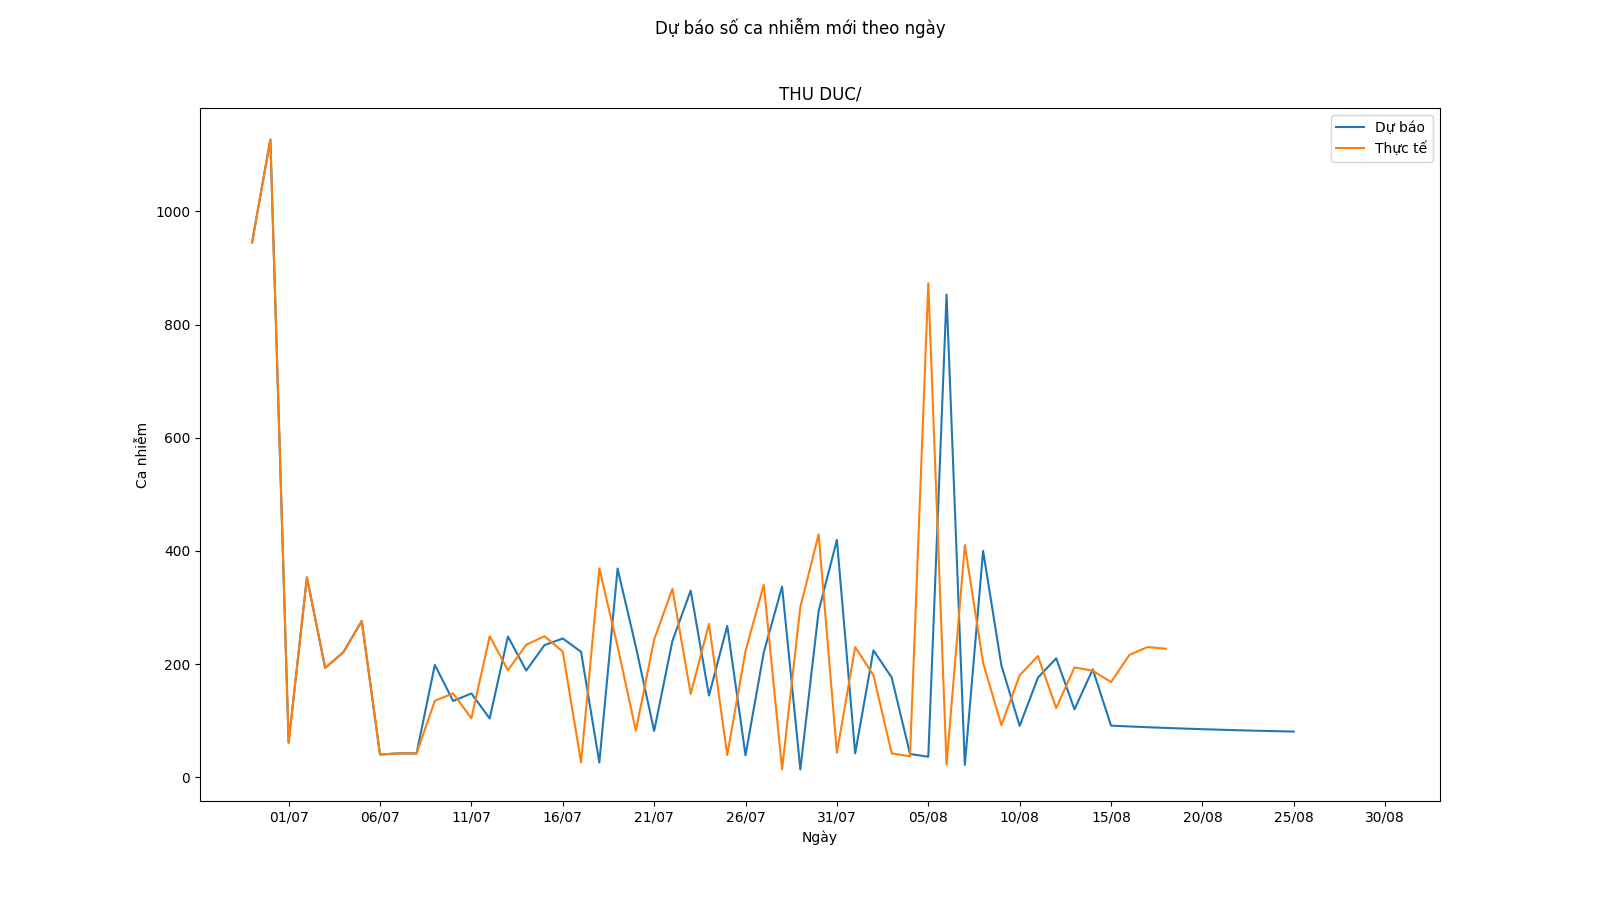 Dự báo số ca nhiễm mới theo ngày
THU DUC/
Dự báo
Thực tế
1000
800
600
400
200
0
Ca nhiễm
01/07 06/07 11/07 16/07 21/07 26/07 31/07 05/08 10/08 15/08 20/08 25/08 30/08
Ngày